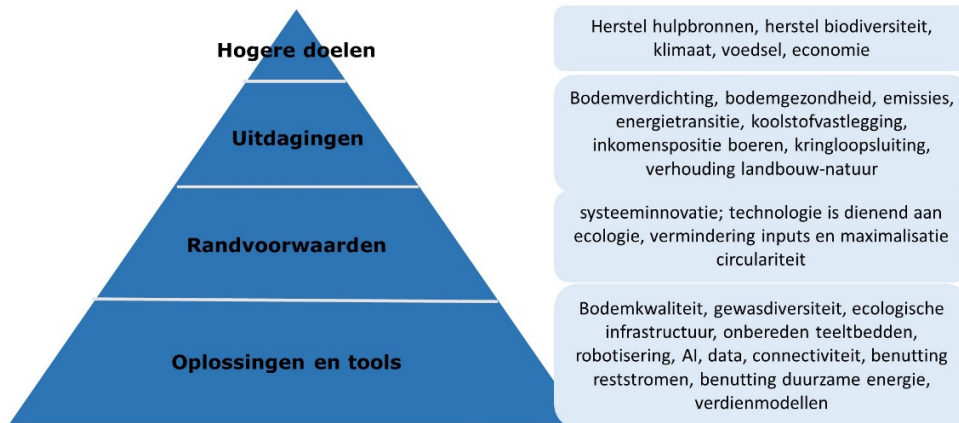 Hogere doelen
Herstel hulpbronnen, herstel biodiversiteit,
klimaat, voedsel, economie
Uitdagingen
Bodemverdichting, bodemgezondheid, emissies,
energietransitie, koolstofvastlegging,
inkomenspositie boeren, kringloopsluiting,
verhouding landbouw-natuur
Randvoorwaarden
systeeminnovatie; technologie is dienend aan
ecologie, vermindering inputs en maximalisatie
circulariteit
Oplossingen en tools
Bodemkwaliteit, gewasdiversiteit, ecologische
infrastructuur, onbereden teeltbedden,
robotisering, AI, data, connectiviteit, benutting
reststromen, benutting duurzame energie,
verdienmodellen